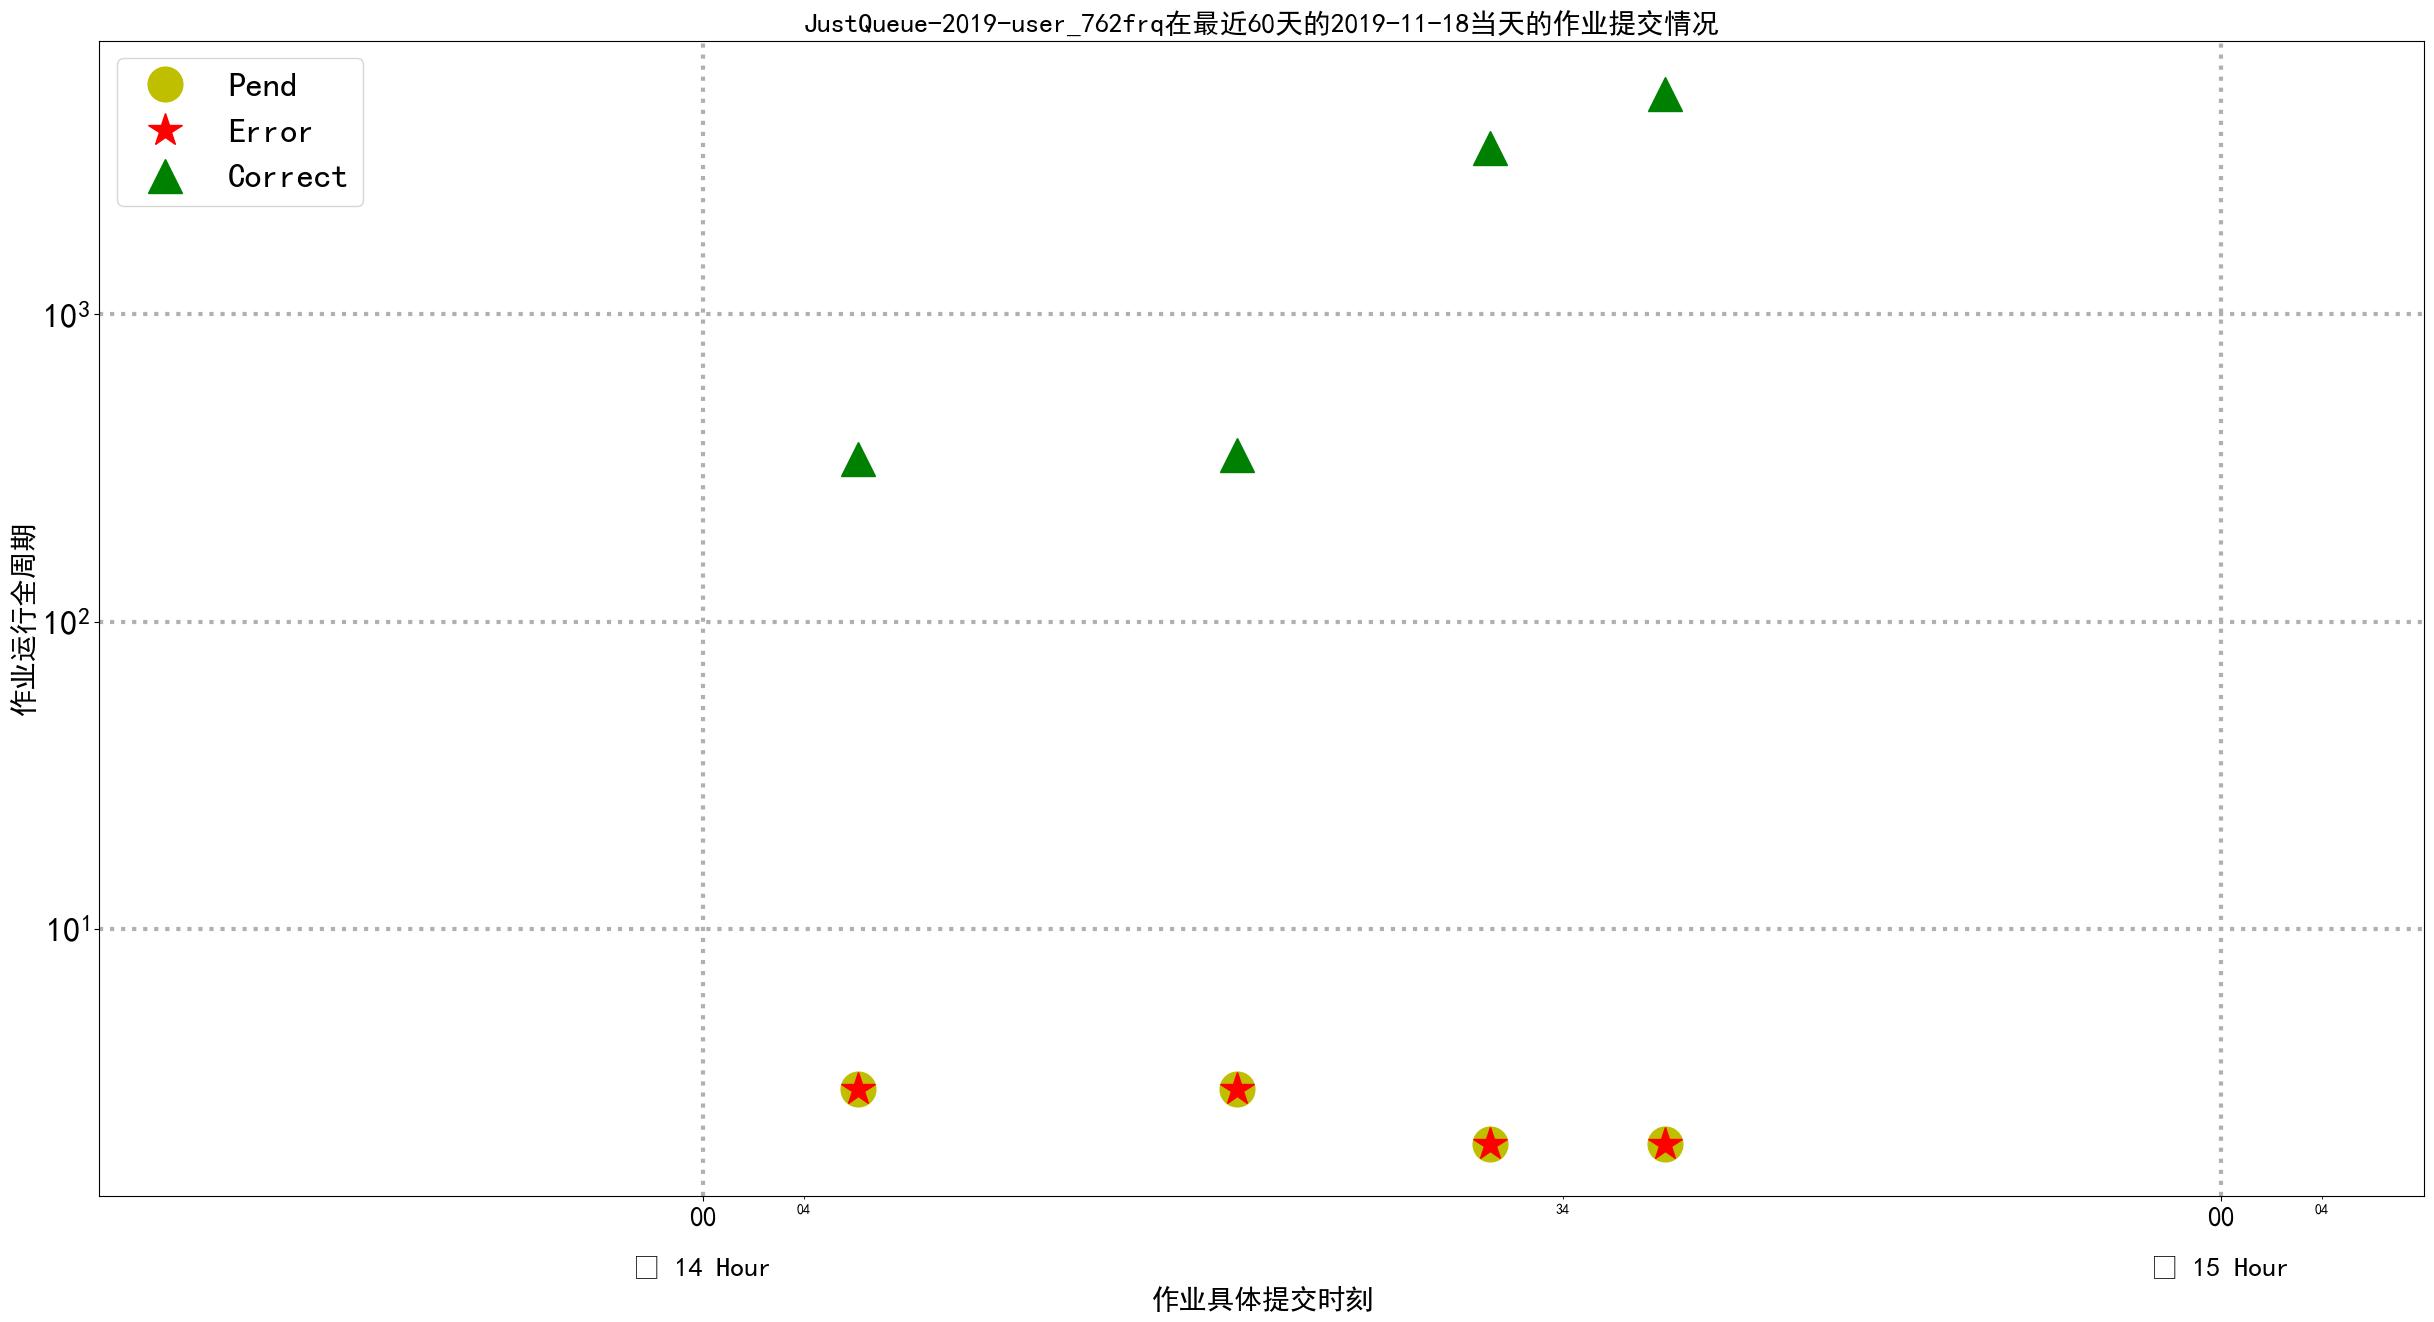 JustQueue-2019-user_762frq在最近60天的2019-11-18当天的作业提交情况
Pend
Error
Correct
10³
10²
10¹
作业运行全周期
00
04
34
00
04
□ 14 Hour
□ 15 Hour
作业具体提交时刻